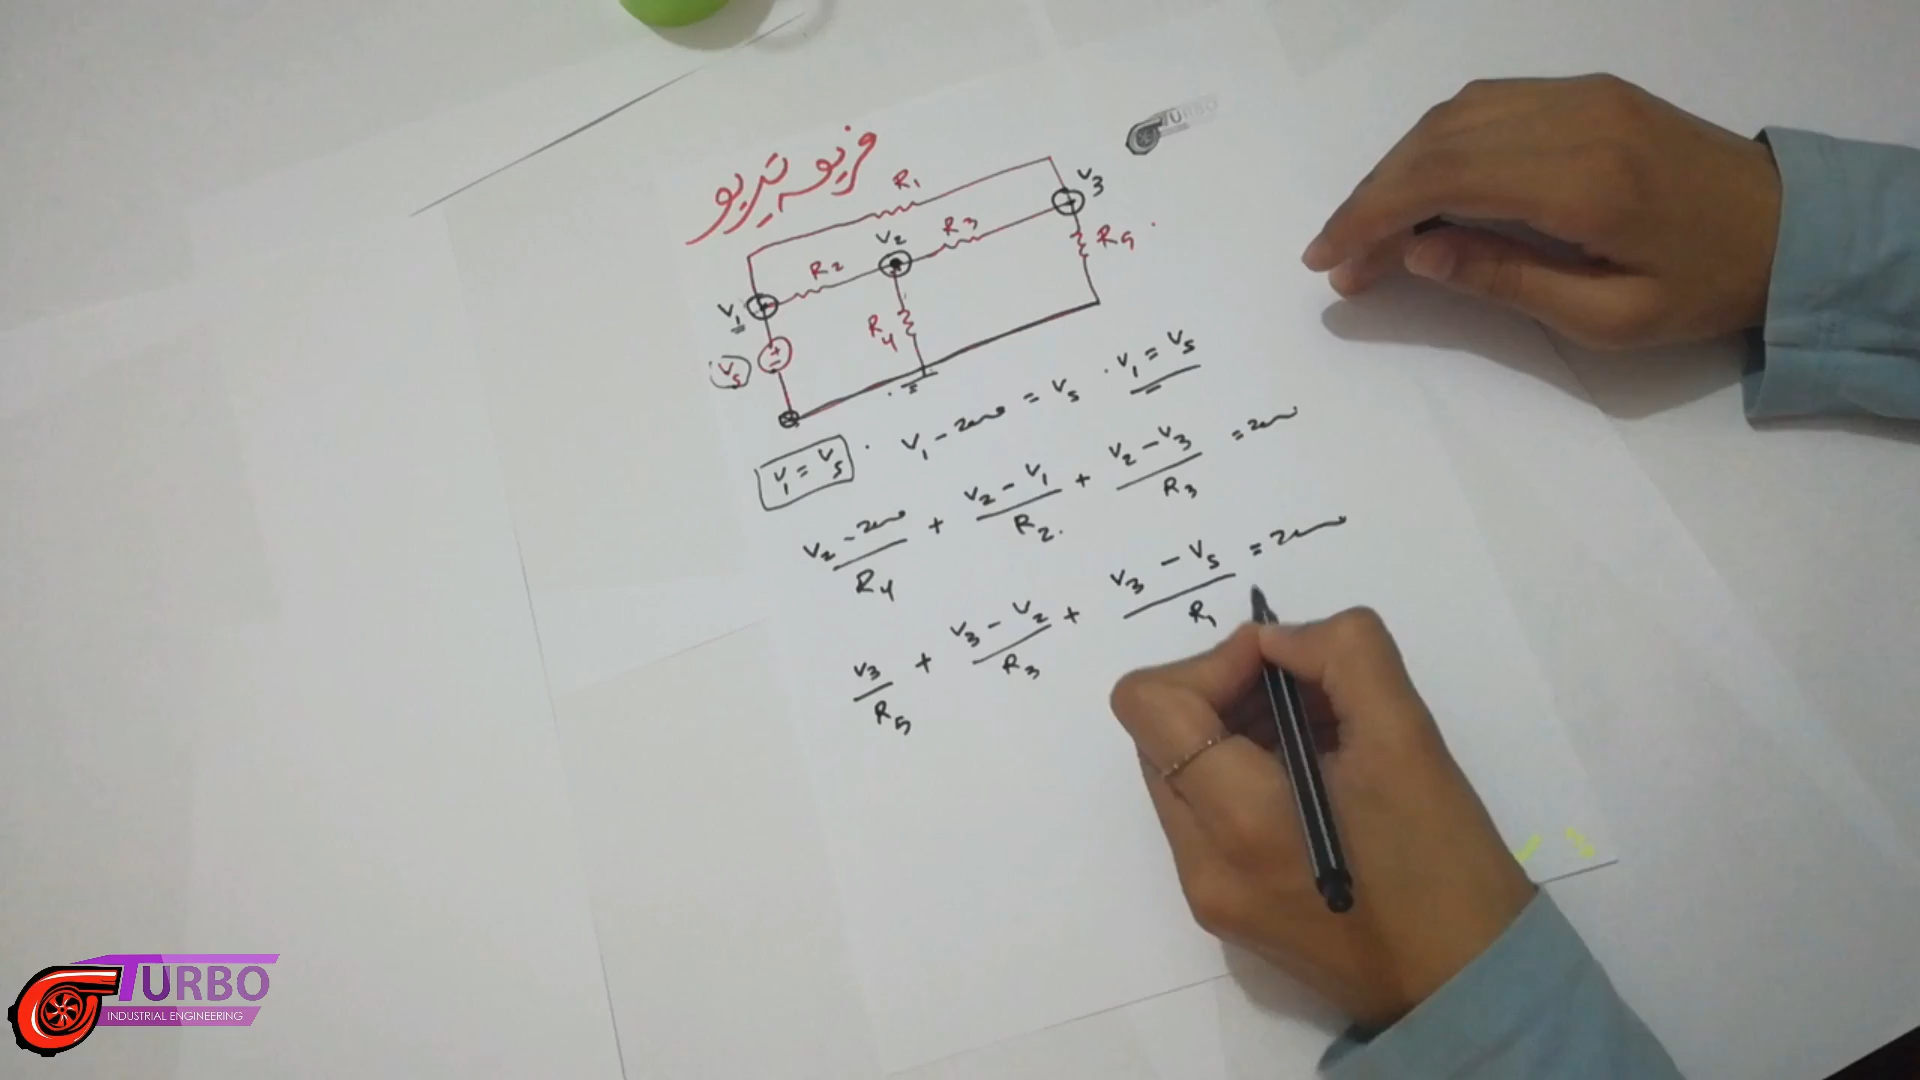 فريق تربو
TURBO
R1
V3
R3
V2
R5
R2
V1
R4
Vs
V1 = Vs
V1 - zero = Vs
V1 = Vs
(V2 - zero)/R4 + (V2 - V1)/R2 + (V2 - V3)/R3 = zero
V3/R5 + (V3 - V2)/R3 + (V3 - Vs)/R1 = zero
TURBO
INDUSTRIAL ENGINEERING